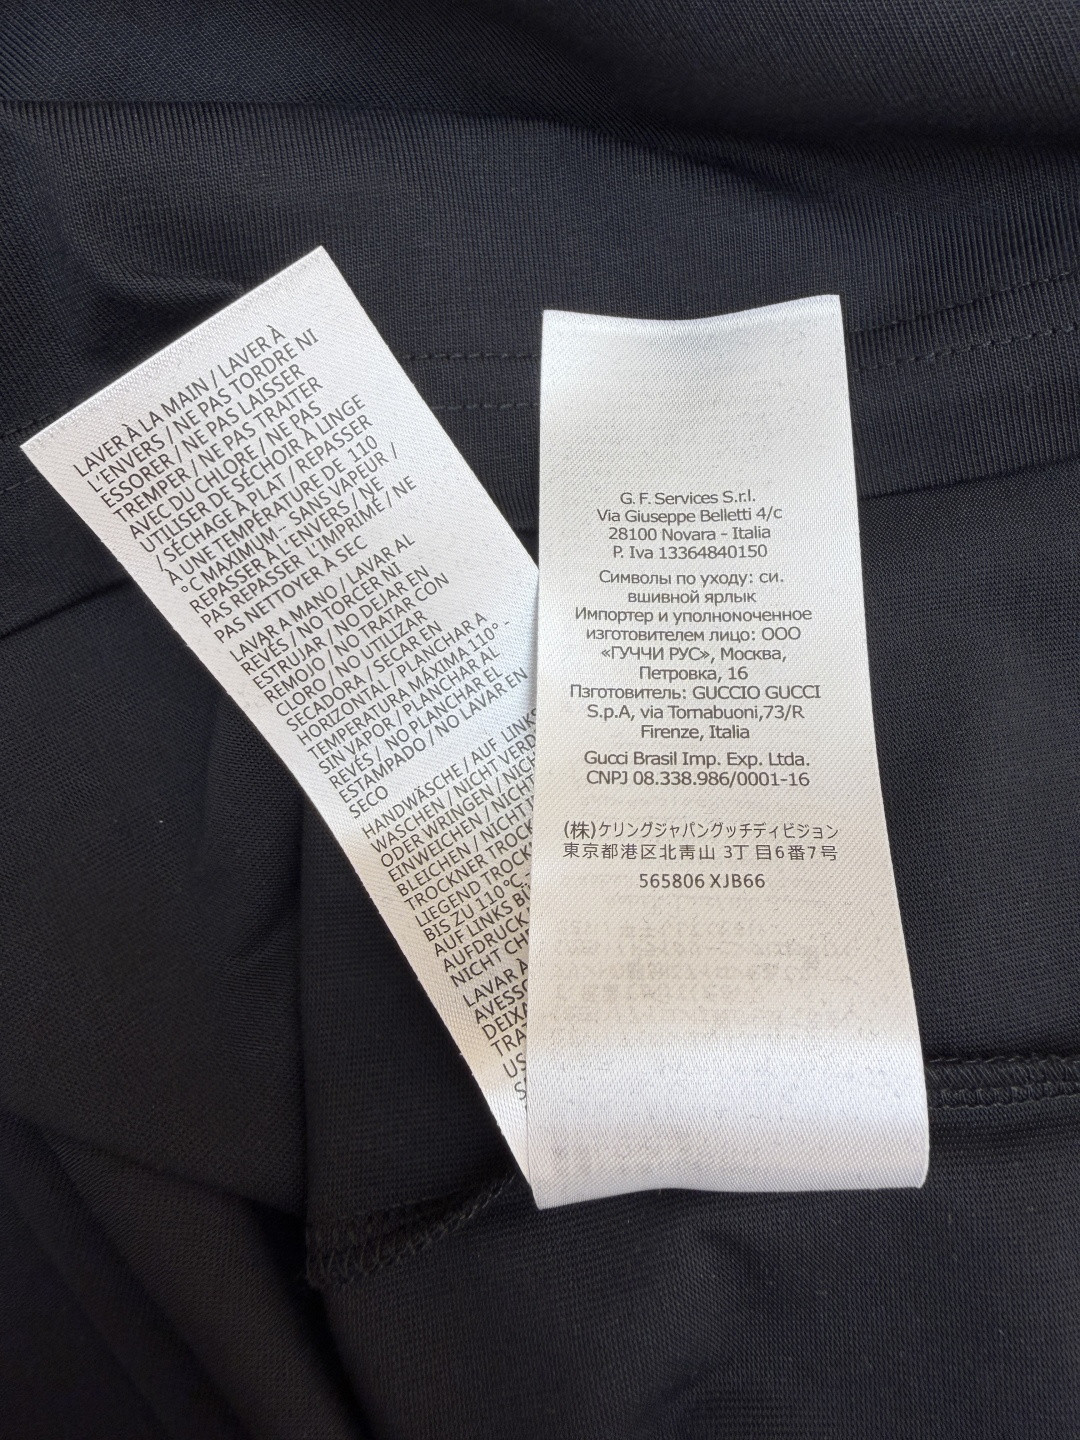 LAVER À LA MAIN / LAVER À
L'ENVERS / NE PAS TORDRE NI
ESSORER / NE PAS LAISSER
TREMPER / NE PAS TRAITER
AVEC DU CHLORE / NE PAS
UTILISER DE SÉCHOIR À LINGE
/ SÉCHAGE À PLAT / REPASSER
À UNE TEMPÉRATURE DE 110
°C MAXIMUM - SANS VAPEUR /
REPASSER À L'ENVERS / NE
PAS REPASSER L'IMPRIMÉ / NE
PAS NETTOYER À SEC
LAVAR A MANO / LAVAR AL
REVÉS / NO TORCER NI
ESTRUJAR / NO DEJAR EN
REMOJO / NO TRATAR CON
CLORO / NO UTILIZAR
SECADORA / SECAR EN
HORIZONTAL / PLANCHAR A
TEMPERATURA MÁXIMA 110° -
SIN VAPOR / PLANCHAR AL
REVÉS / NO PLANCHAR EL
ESTAMPADO / NO LAVAR EN
SECO
HANDWÄSCHE / AUF LINKS
WASCHEN / NICHT VERD
ODER WRINGEN / NICH
EINWEICHEN / NICHT
BLEICHEN / NICHT I
TROCKNER TROCK
LIEGEND TROCK
BIS ZU 110°C -
AUF LINKS BÜ
AUFDRUCK
NICHT CHE
LAVAR À
AVESSO
DEIXA
TRA
US
S
G.F. Services S.r.l.
Via Giuseppe Belletti 4/c
28100 Novara - Italia
P. Iva 13364840150
Символы по уходу: си.
вшивной ярлык
Импортер и уполноноченное
изготовителем лицо: ООО
«ГУЧЧИ РУС», Москва,
Петровка, 16
Пзготовитель: GUCCIO GUCCI
S.p.A, via Tornabuoni,73/R
Firenze, Italia
Gucci Brasil Imp. Exp. Ltda.
CNPJ 08.338.986/0001-16
(株)ケリングジャパングッチディビジョン
東京都港区北靑山 3丁目6番7号
565806 XJB66